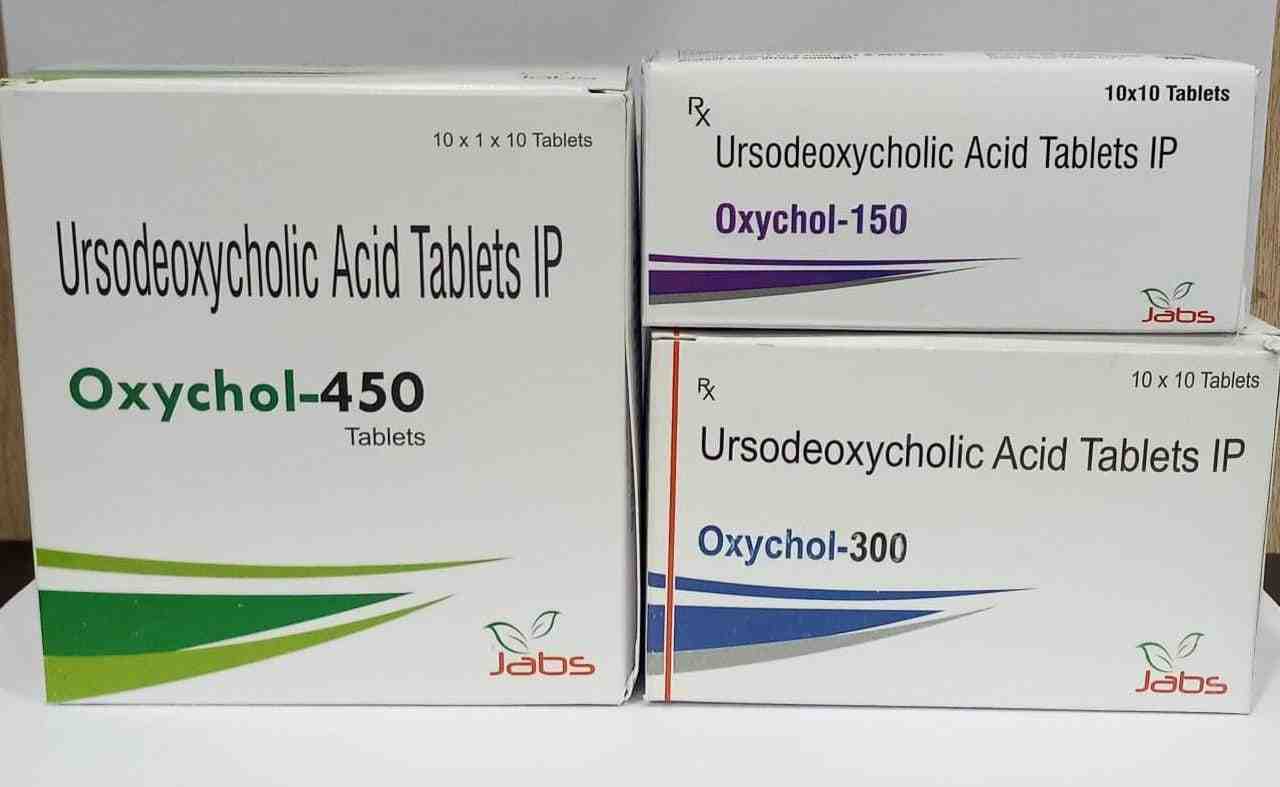 10 x 1 x 10 Tablets
Ursodeoxycholic Acid Tablets IP
Oxychol-450
Tablets
Jabs
10x10 Tablets
Rx
Ursodeoxycholic Acid Tablets IP
Oxychol-150
Jabs
10 x 10 Tablets
Rx
Ursodeoxycholic Acid Tablets IP
Oxychol-300
Jabs